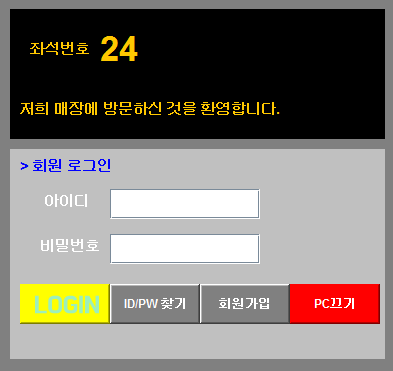 좌석번호 24
저희 매장에 방문하신 것을 환영합니다.
> 회원 로그인
아이디
비밀번호
LOGIN ID/PW 찾기 회원가입 PC끄기